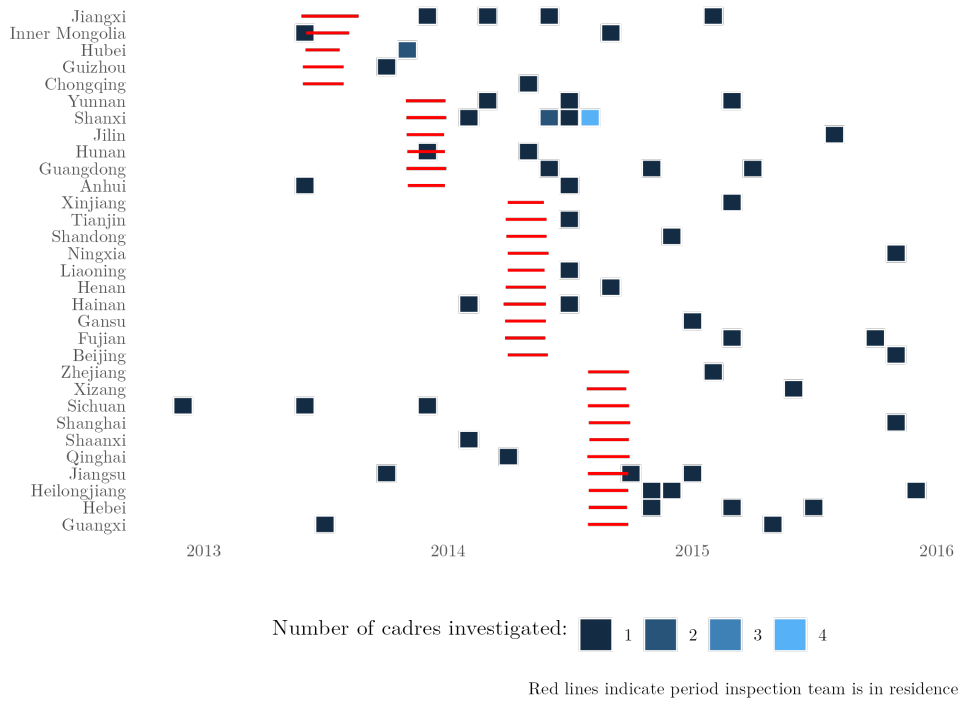 Jiangxi
Inner Mongolia
Hubei
Guizhou
Chongqing
Yunnan
Shanxi
Jilin
Hunan
Guangdong
Anhui
Xinjiang
Tianjin
Shandong
Ningxia
Liaoning
Henan
Hainan
Gansu
Fujian
Beijing
Zhejiang
Xizang
Sichuan
Shanghai
Shaanxi
Qinghai
Jiangsu
Heilongjiang
Hebei
Guangxi
2013 2014 2015 2016
Number of cadres investigated: 1 2 3 4
Red lines indicate period inspection team is in residence